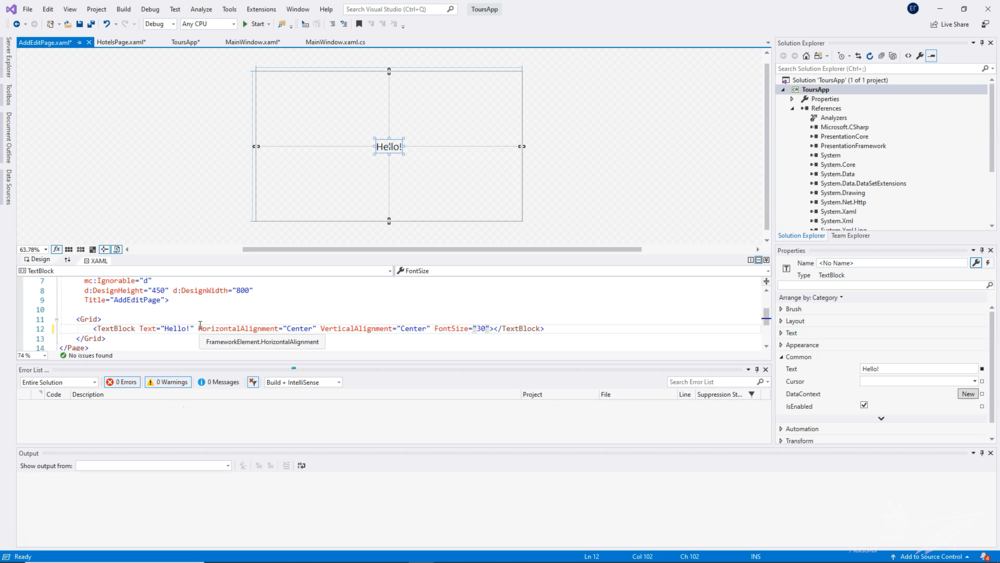 File Edit View Project Build Debug Test Analyze Tools Extensions Window Help Search Visual Studio (Ctrl+Q) ToursApp
Debug Any CPU Start Live Share
AddEditPage.xaml* HotelsPage.xaml* ToursApp* MainWindow.xaml* MainWindow.xaml.cs
Server Explorer
Toolbox
Document Outline
Data Sources
Hello!
63.78%
Design XAML
TextBlock FontSize
7 mc:Ignorable="d"
8 d:DesignHeight="450" d:DesignWidth="800"
9 Title="AddEditPage">
10
11 <Grid>
12 <TextBlock Text="Hello!" HorizontalAlignment="Center" VerticalAlignment="Center" FontSize="30"></TextBlock>
13 </Grid>
14 </Page>
FrameworkElement.HorizontalAlignment
74 % No issues found
Error List ...
Entire Solution 0 Errors 0 Warnings 0 Messages Build + IntelliSense Search Error List
Code Description Project File Line Suppression St...
Output
Show output from:
Solution Explorer
Search Solution Explorer (Ctrl+;)
Solution 'ToursApp' (1 of 1 project)
ToursApp
Properties
References
Analyzers
Microsoft.CSharp
PresentationCore
PresentationFramework
System
System.Core
System.Data
System.Data.DataSetExtensions
System.Drawing
System.Net.Http
System.Xaml
System.Xml
System.Xml.Linq
Solution Explorer Team Explorer
Properties
Name <No Name>
Type TextBlock
Arrange by: Category
Brush
Layout
Text
Appearance
Common
Text Hello!
Cursor
DataContext New
IsEnabled
Automation
Transform
Ready Ln 12 Col 102 Ch 102 INS Add to Source Control 4